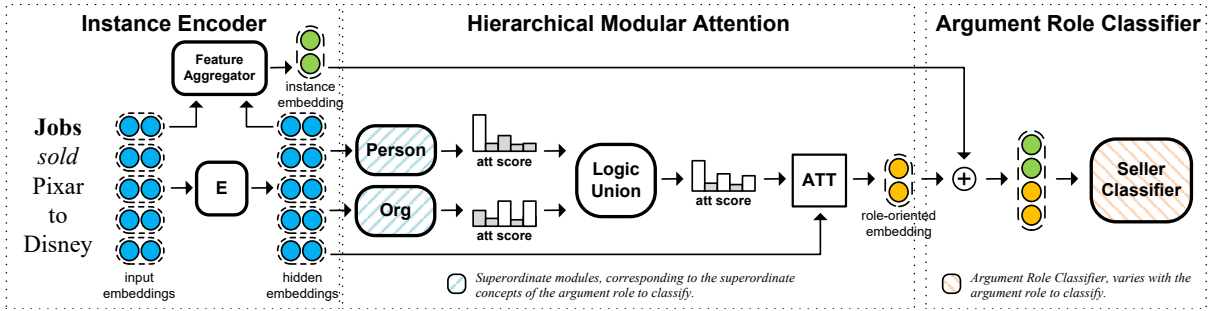 Instance Encoder
Hierarchical Modular Attention
Argument Role Classifier
Feature
Aggregator
instance
embedding
Jobs
sold
Pixar
to
Disney
E
input
embeddings
hidden
embeddings
Person
att score
Org
att score
Logic
Union
att score
ATT
role-oriented
embedding
+
Seller
Classifier
Superordinate modules, corresponding to the superordinate
concepts of the argument role to classify.
Argument Role Classifier, varies with the
argument role to classify.